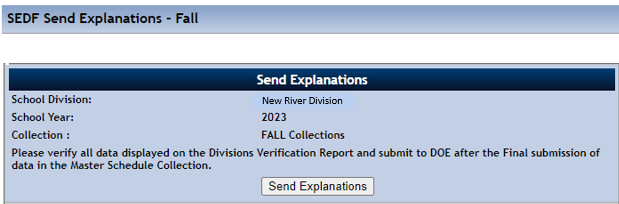 SEDF Send Explanations - Fall
Send Explanations
School Division: New River Division
School Year: 2023
Collection : FALL Collections
Please verify all data displayed on the Divisions Verification Report and submit to DOE after the Final submission of
data in the Master Schedule Collection.
Send Explanations